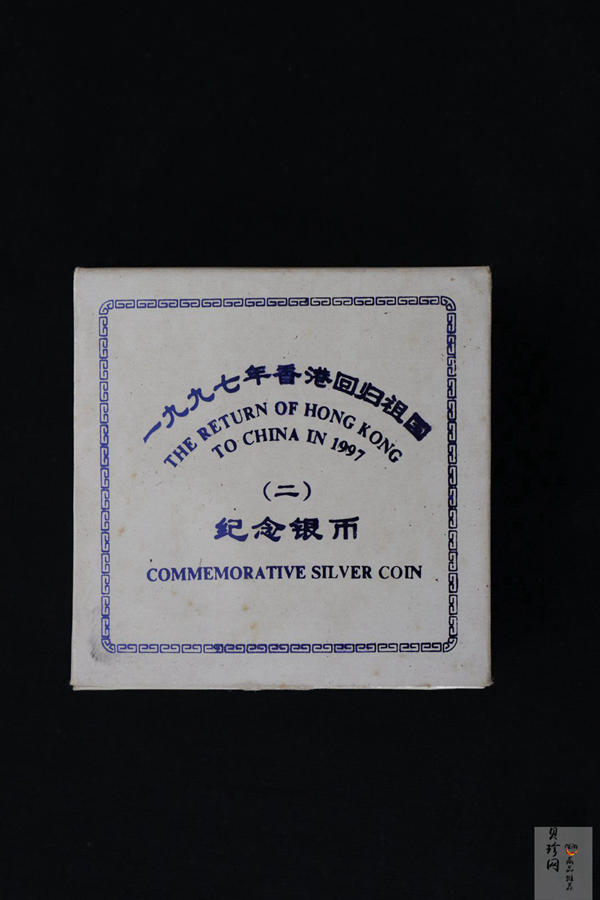 一九九七年香港回归祖国
THE RETURN OF HONG KONG
TO CHINA IN 1997
(二)
纪念银币
COMMEMORATIVE SILVER COIN
贝珍网